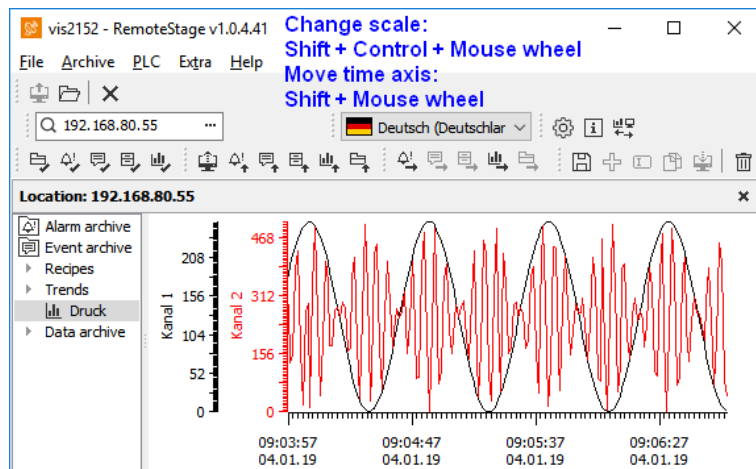 vis2152 - RemoteStage v1.0.4.41
Change scale:
Shift + Control + Mouse wheel
Move time axis:
Shift + Mouse wheel
File Archive PLC Extra Help
192.168.80.55 ...
Deutsch (Deutschlar
Location: 192.168.80.55
Alarm archive
Event archive
Recipes
Trends
Druck
Data archive
Kanal 1
208
156
104
52
0
Kanal 2
468
312
156
0
09:03:57 09:04:47 09:05:37 09:06:27
04.01.19 04.01.19 04.01.19 04.01.19